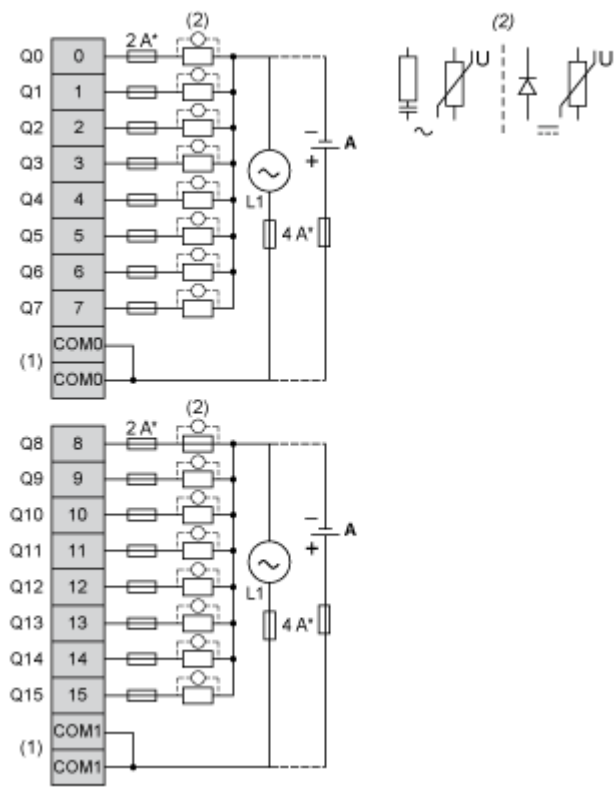 (2) (2)
Q0 0 2 A* IU IU
Q1 1
Q2 2
Q3 3 A
Q4 4 L1
Q5 5 4 A*
Q6 6
Q7 7
COM0
(1)
COM0
(2)
Q8 8 2 A*
Q9 9
Q10 10
Q11 11 A
Q12 12 L1
Q13 13 4 A*
Q14 14
Q15 15
COM1
(1)
COM1